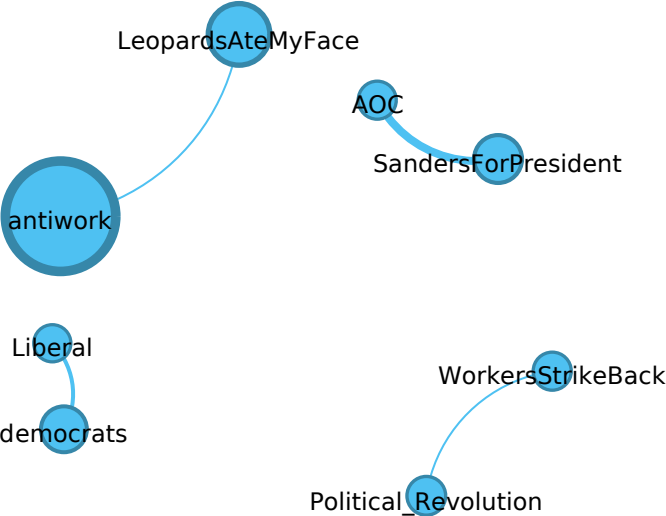 LeopardsAteMyFace
AOC
SandersForPresident
antiwork
Liberal
WorkersStrikeBack
democrats
Political_Revolution